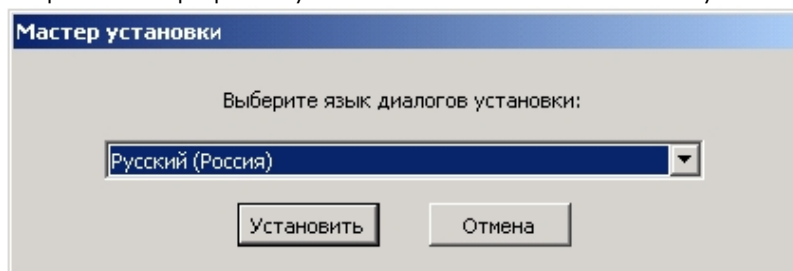 Мастер установки
Выберите язык диалогов установки:
Русский (Россия)
Установить
Отмена